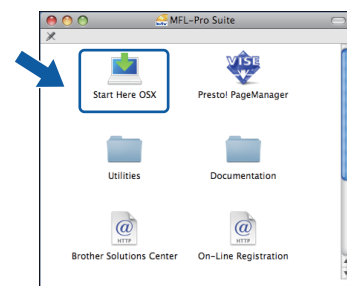 MFL-Pro Suite
VISE
Start Here OSX
Presto! PageManager
Utilities
Documentation
@
HTTP
@
HTTP
Brother Solutions Center
On-Line Registration